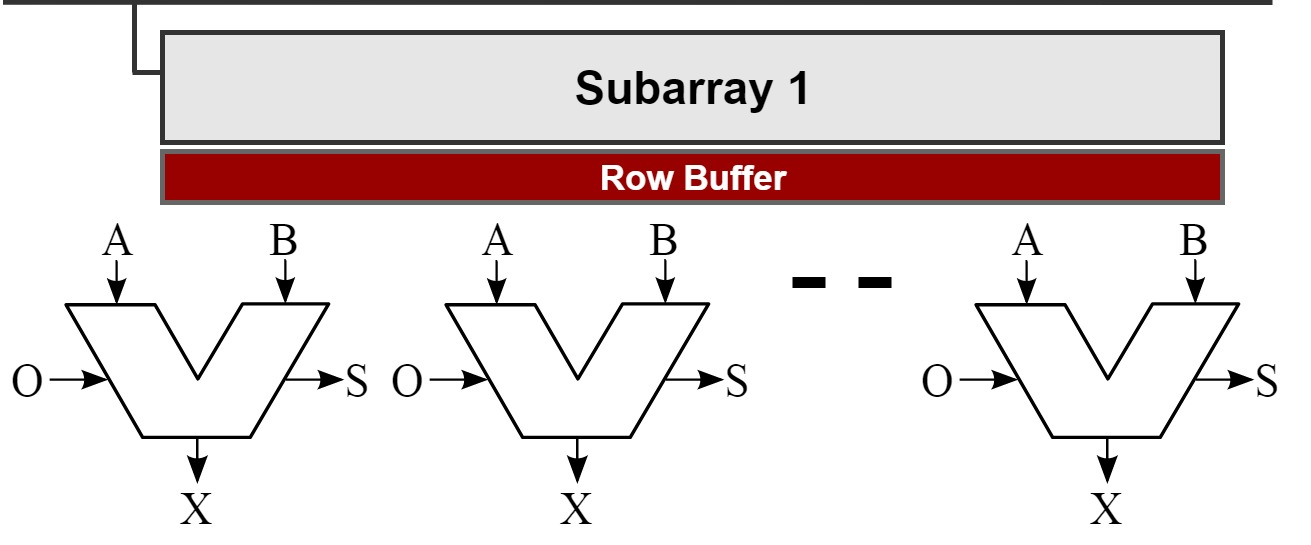 Subarray 1
Row Buffer
A B A B A B
O S O S O S
X X X